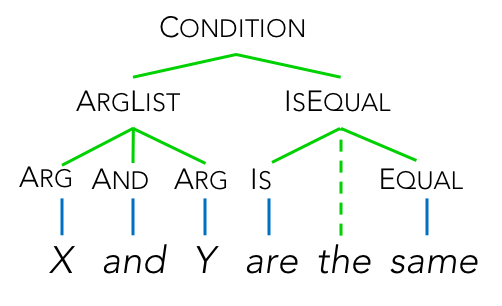 CONDITION
ARGLIST ISEQUAL
ARG AND ARG IS EQUAL
X and Y are the same